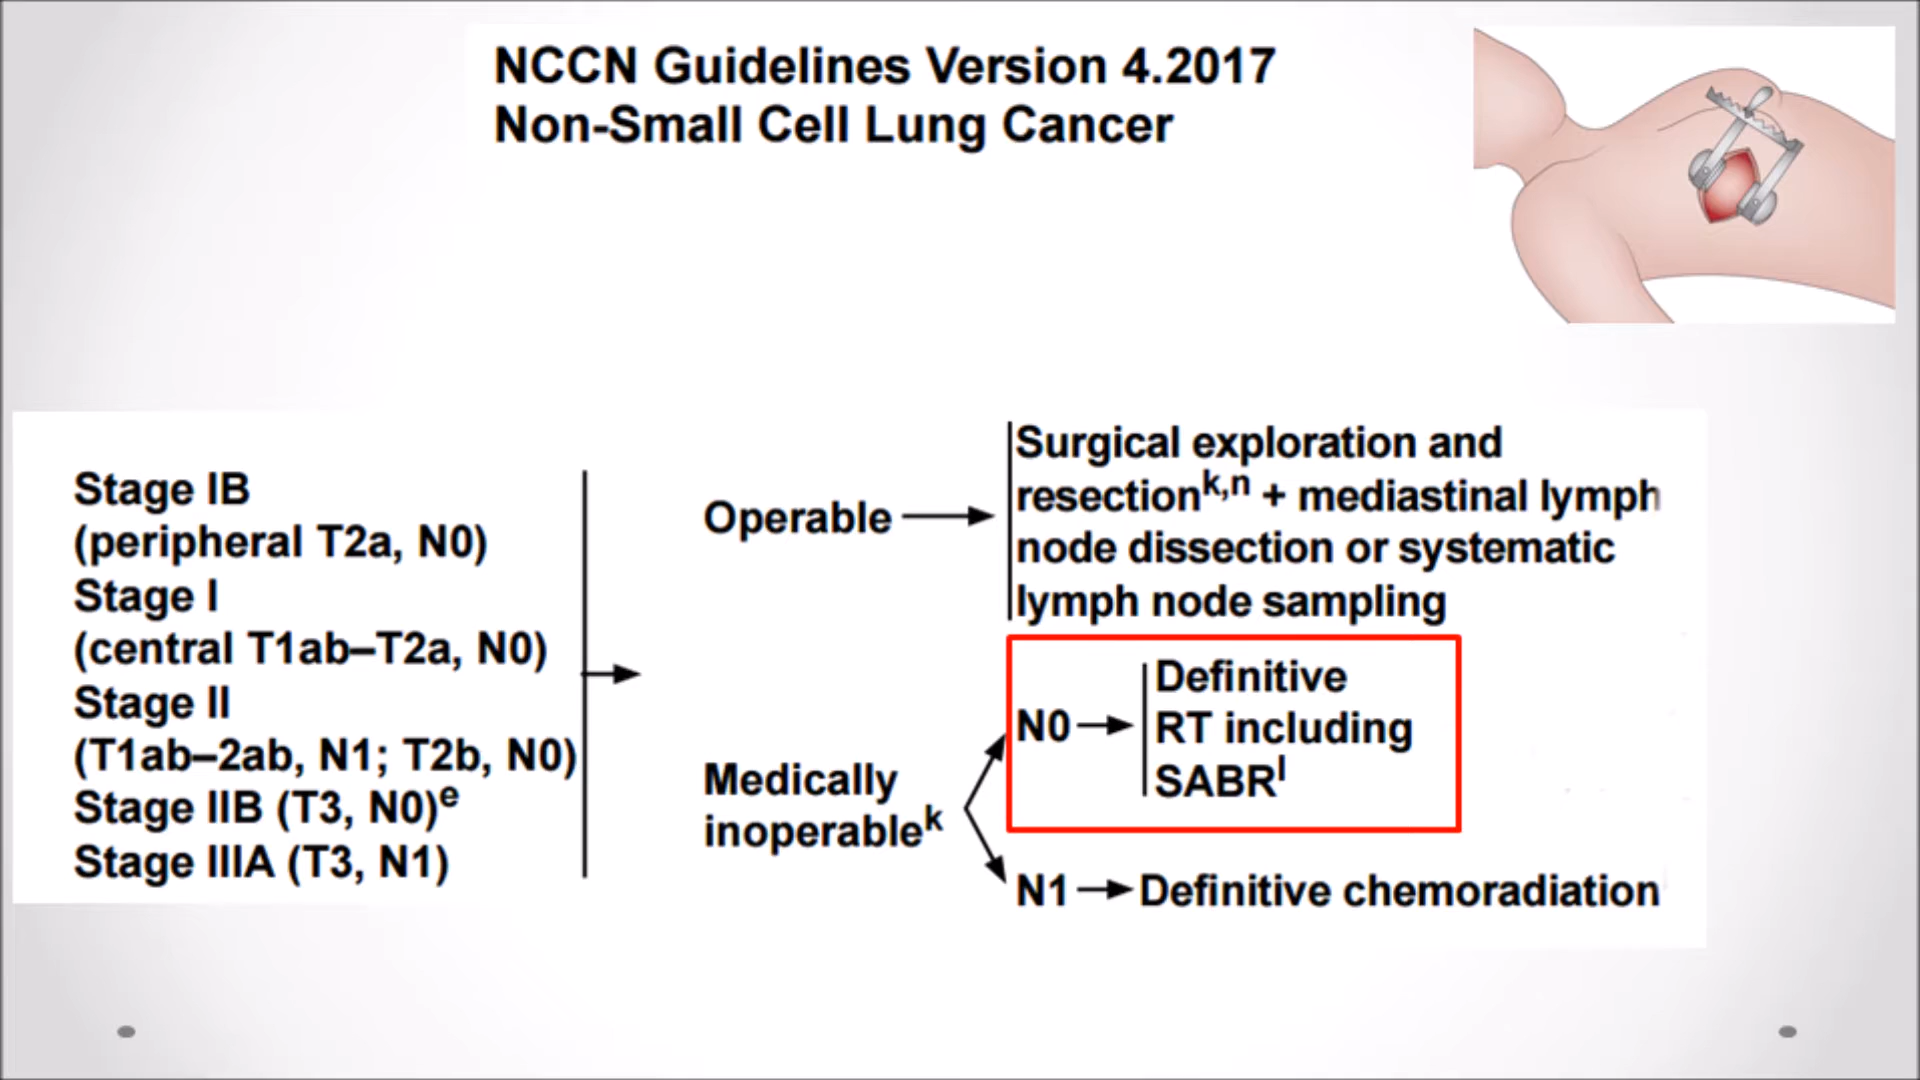 NCCN Guidelines Version 4.2017
Non-Small Cell Lung Cancer
Stage IB
(peripheral T2a, N0)
Stage I
(central T1ab–T2a, N0)
Stage II
(T1ab–2ab, N1; T2b, N0)
Stage IIB (T3, N0)e
Stage IIIA (T3, N1)
Operable
Surgical exploration and
resectionk,n + mediastinal lymph
node dissection or systematic
lymph node sampling
Medically
inoperablek
N0
Definitive
RT including
SABRl
N1
Definitive chemoradiation